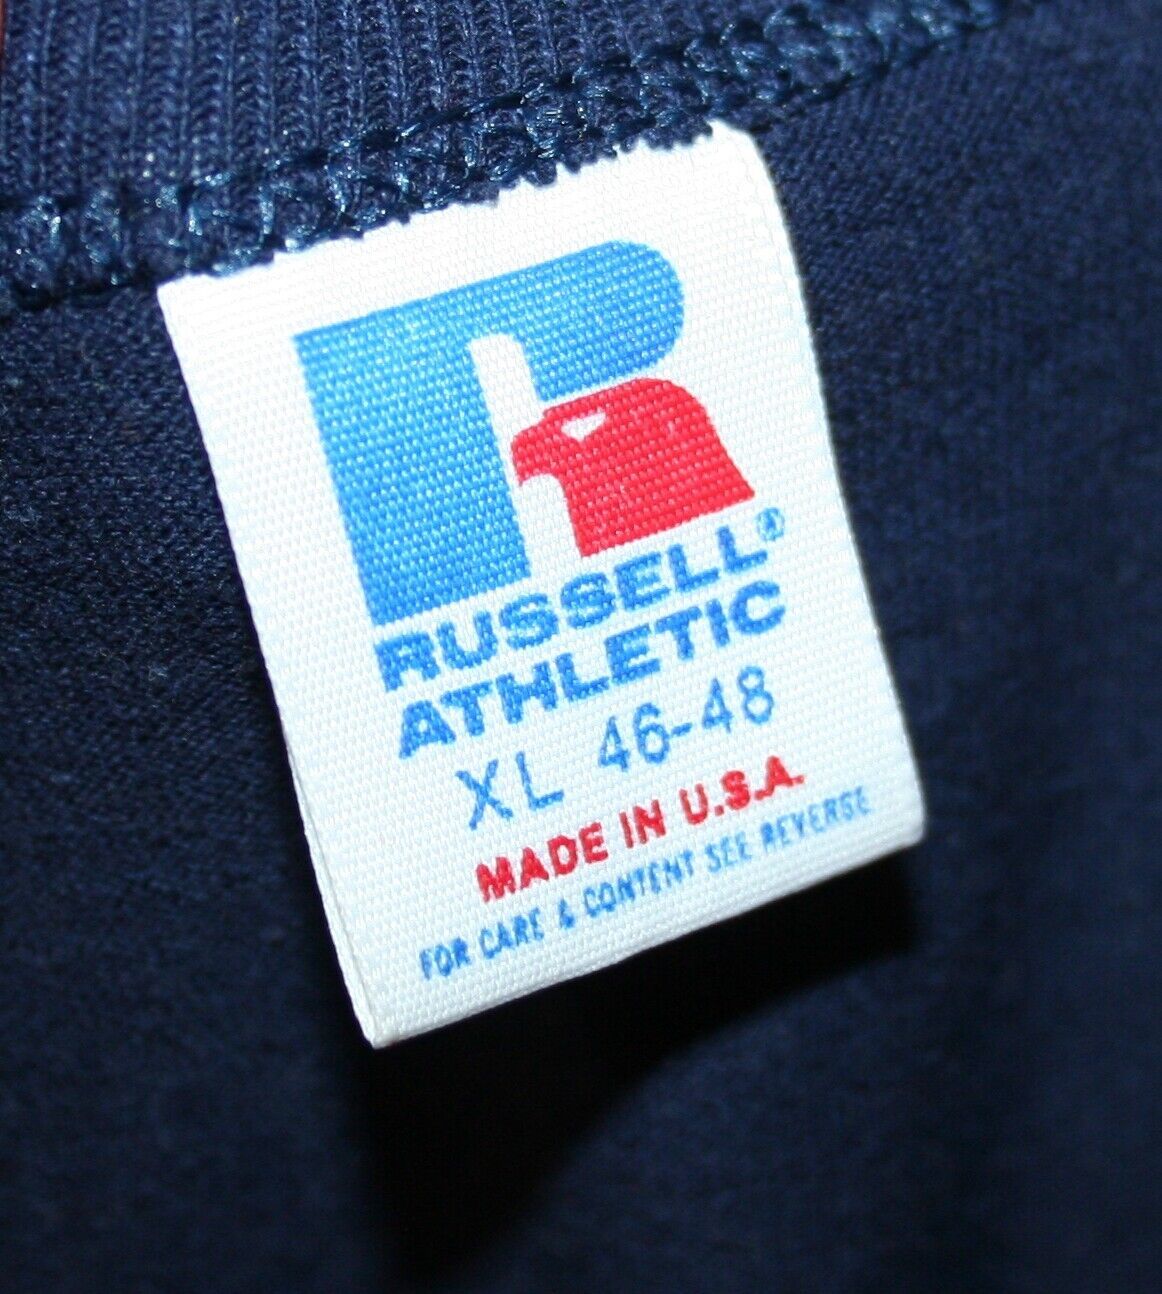 R
RUSSELL®
ATHLETIC
XL 46-48
MADE IN U.S.A.
FOR CARE & CONTENT SEE REVERSE